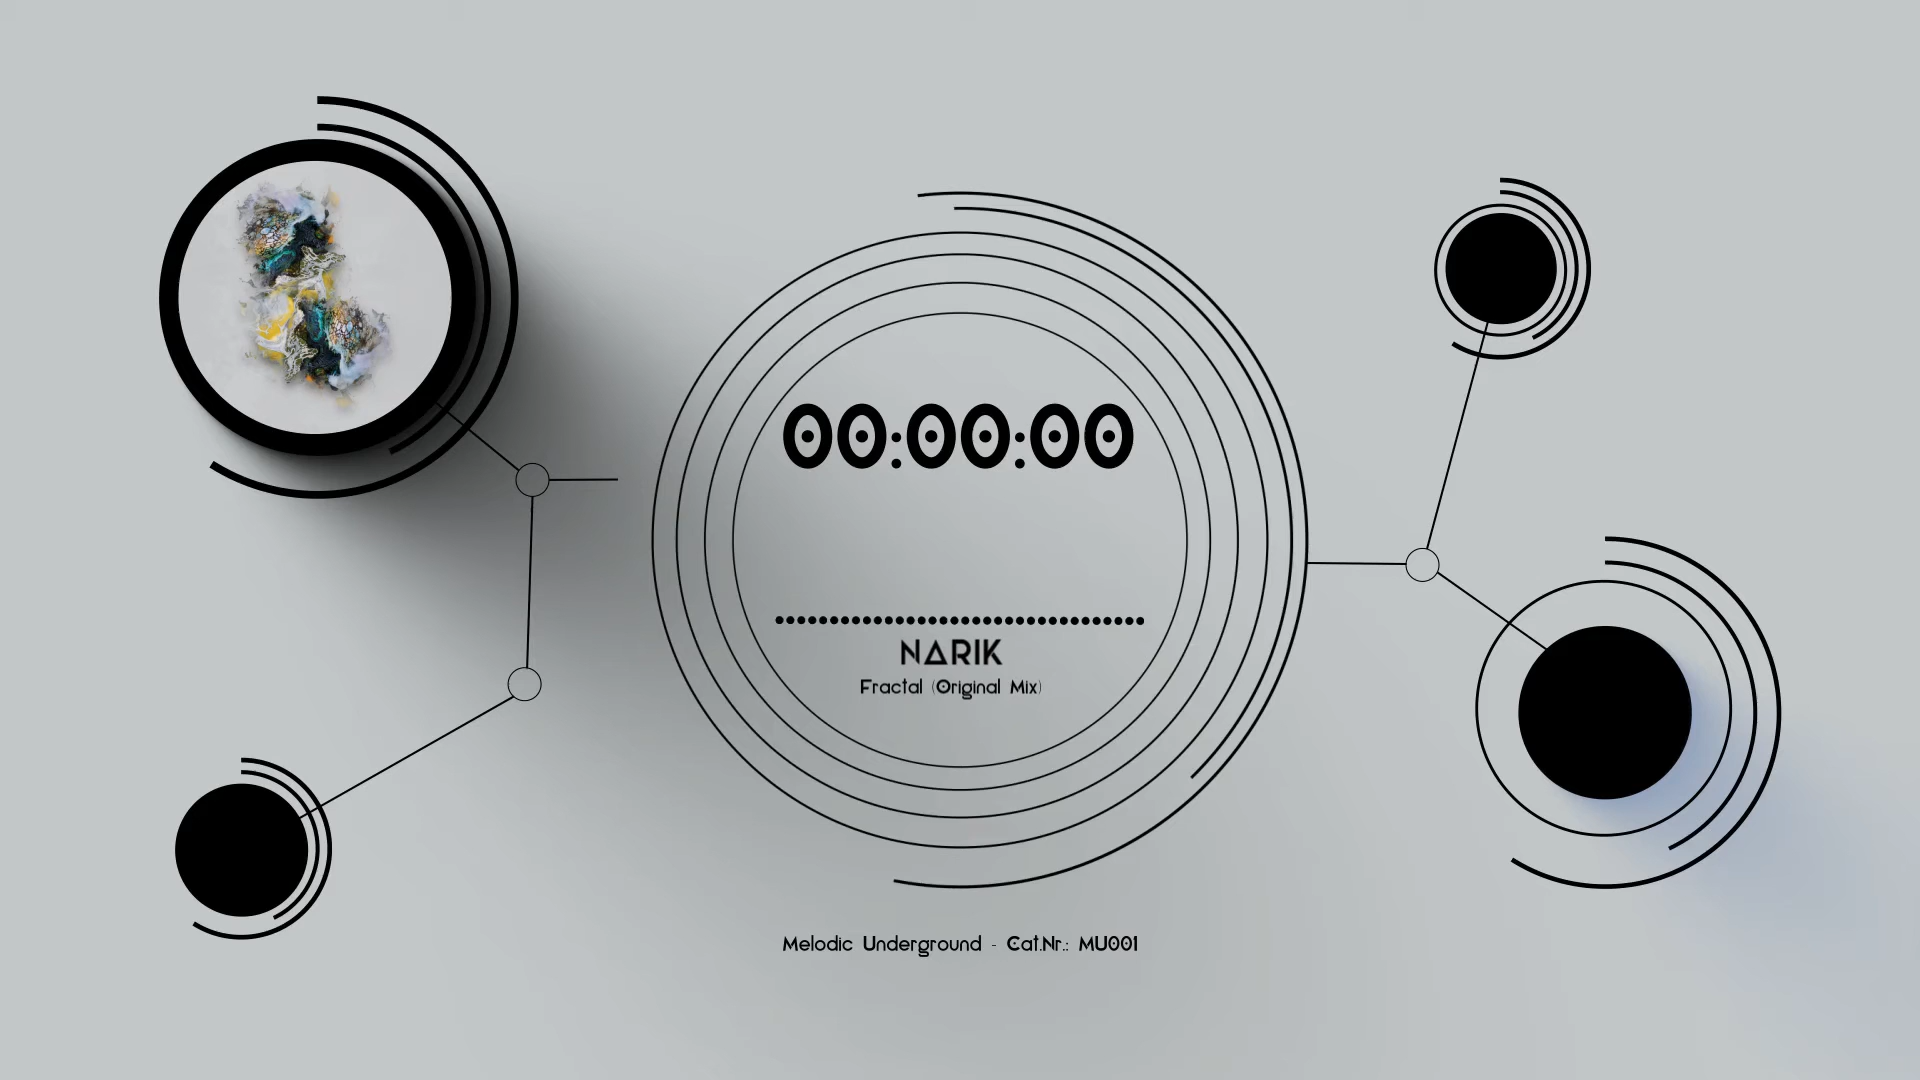 00:00:00
NARIK
Fractal (Original Mix)
Melodic Underground - Cat.Nr.: MU001